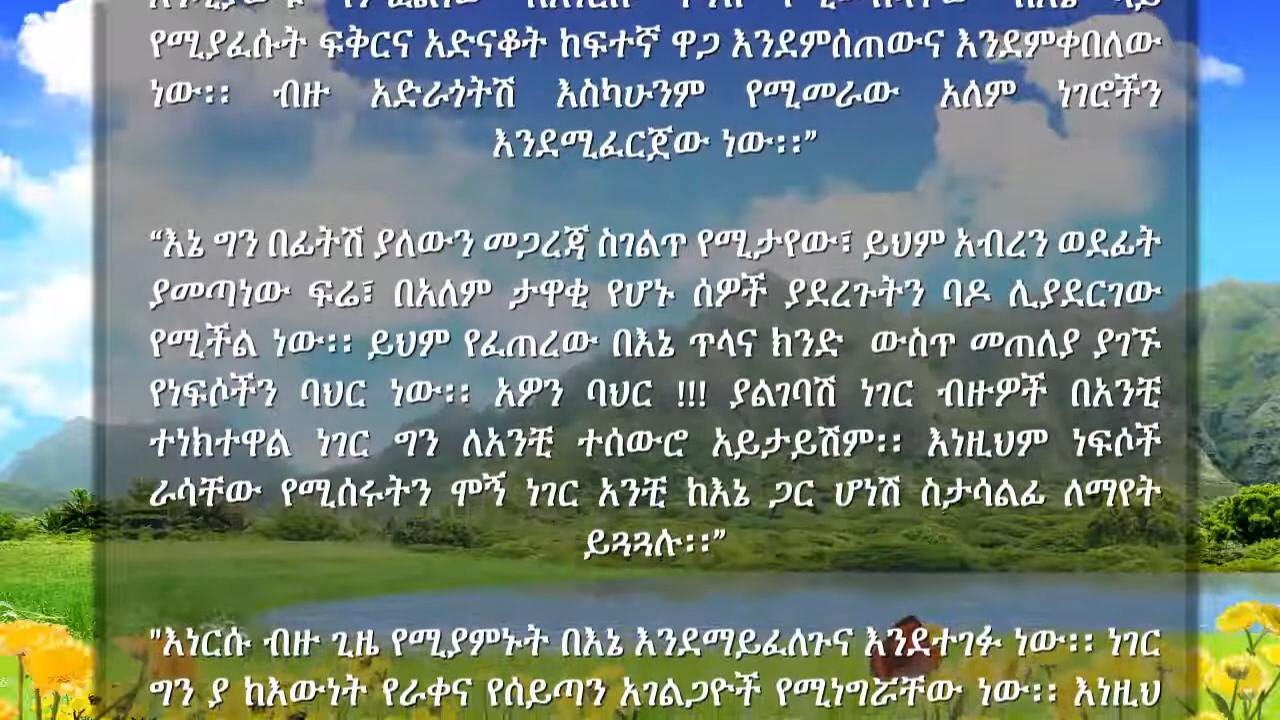 የሚያፈሱት ፍቅርና አድናቆት ከፍተኛ ዋጋ እንደምሰጠውና እንደምቀበለው
ነው፡፡ ብዙ አድራጎትሽ እስካሁንም የሚመራው አለም ነገሮችን
እንደሚፈርጀው ነው፡፡”
“እኔ ግን በፊትሽ ያለውን መጋረጃ ስገልጥ የሚታየው፣ ይህም አብረን ወደፊት
ያመጣነው ፍሬ፣ በአለም ታዋቂ የሆኑ ሰዎች ያደረጉትን ባዶ ሊያደርገው
የሚችል ነው፡፡ ይህም የፈጠረው በእኔ ጥላና ክንድ ውስጥ መጠለያ ያገኙ
የነፍሶችን ባህር ነው፡፡ አዎን ባህር !!! ያልገባሽ ነገር ብዙዎች በአንቺ
ተነክተዋል ነገር ግን ለአንቺ ተሰውሮ አይታይሽም፡፡ እነዚህም ነፍሶች
ራሳቸው የሚሰሩትን ሞኝ ነገር አንቺ ከእኔ ጋር ሆነሽ ስታሳልፊ ለማየት
ይጓጓሉ፡፡”
"እነርሱ ብዙ ጊዜ የሚያምኑት በእኔ እንደማይፈለጉና እንደተገፉ ነው፡፡ ነገር
ግን ያ ከእውነት የራቀና የሰይጣን አገልጋዮች የሚነግሯቸው ነው፡፡ እነዚህ